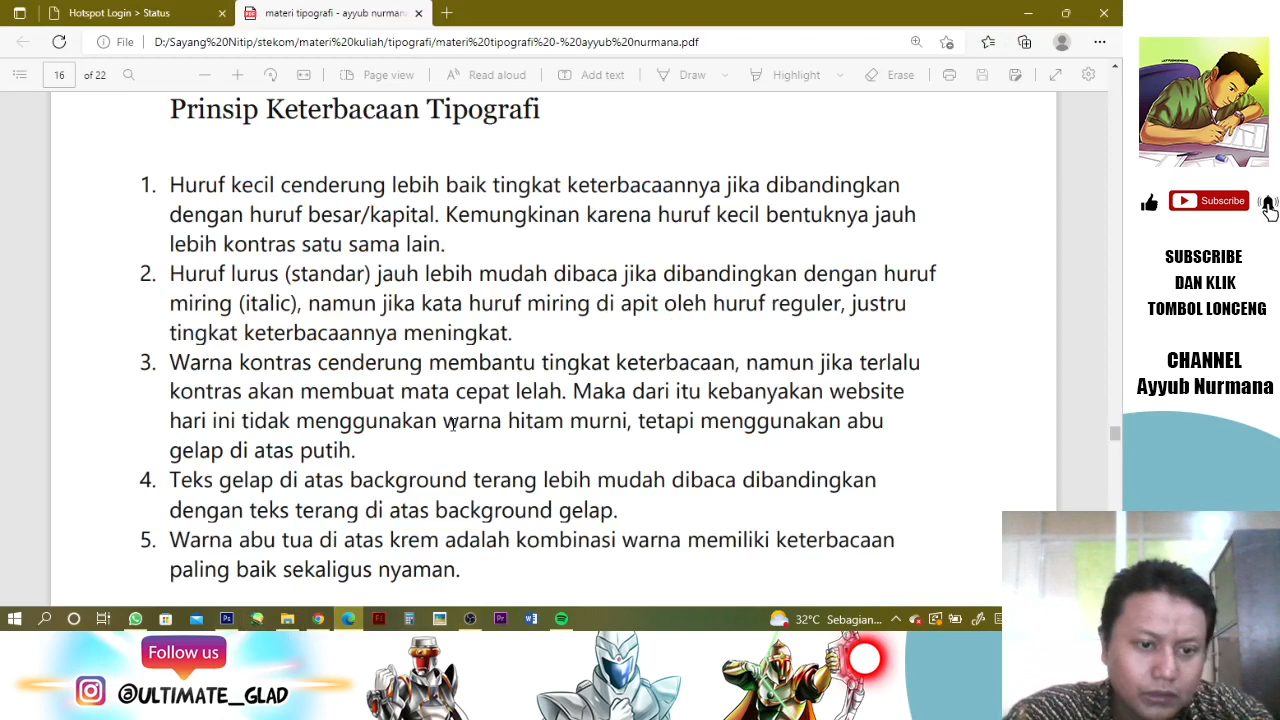 Hotspot Login > Status
materi tipografi - ayyub nurmana
File
D:/Sayang%20Nitip/stekom/materi%20kuliah/tipografi/materi%20tipografi%20-%20ayyub%20nurmana.pdf
16 of 22
Page view
Read aloud
Add text
Draw
Highlight
Erase
Prinsip Keterbacaan Tipografi
1. Huruf kecil cenderung lebih baik tingkat keterbacaannya jika dibandingkan
dengan huruf besar/kapital. Kemungkinan karena huruf kecil bentuknya jauh
lebih kontras satu sama lain.
2. Huruf lurus (standar) jauh lebih mudah dibaca jika dibandingkan dengan huruf
miring (italic), namun jika kata huruf miring di apit oleh huruf reguler, justru
tingkat keterbacaannya meningkat.
3. Warna kontras cenderung membantu tingkat keterbacaan, namun jika terlalu
kontras akan membuat mata cepat lelah. Maka dari itu kebanyakan website
hari ini tidak menggunakan warna hitam murni, tetapi menggunakan abu
gelap di atas putih.
4. Teks gelap di atas background terang lebih mudah dibaca dibandingkan
dengan teks terang di atas background gelap.
5. Warna abu tua di atas krem adalah kombinasi warna memiliki keterbacaan
paling baik sekaligus nyaman.
32°C Sebagian...
Subscribe
SUBSCRIBE
DAN KLIK
TOMBOL LONCENG
CHANNEL
Ayyub Nurmana
Follow us
@ULTIMATE_GLAD